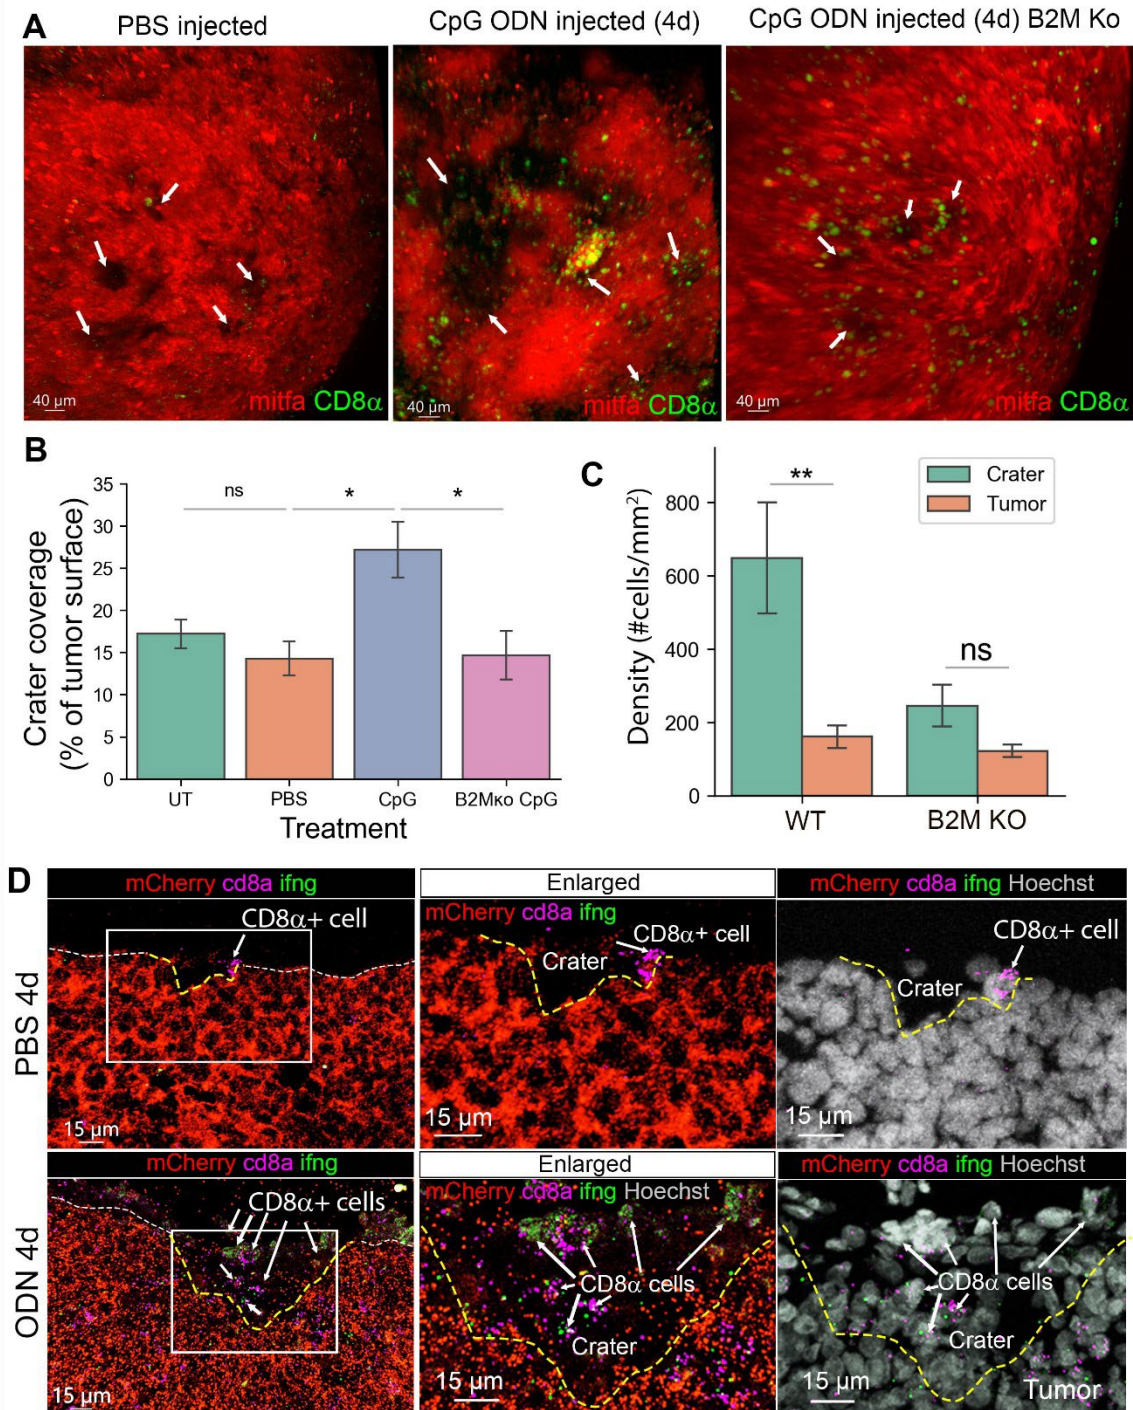 A
PBS injected
CpG ODN injected (4d)
CpG ODN injected (4d) B2M Ko
40 µm
mitfa CD8α
40 µm
mitfa CD8α
40 µm
mitfa CD8α
B
Crater coverage
(% of tumor surface)
35
30
25
20
15
10
5
0
ns
*
*
UT
PBS
CpG
B2Mko CpG
Treatment
C
Density (#cells/mm²)
800
600
400
200
0
**
ns
Crater
Tumor
WT
B2M KO
D
PBS 4d
mCherry cd8a ifng
CD8α+ cell
15 µm
Enlarged
mCherry cd8a ifng
CD8α+ cell
Crater
15 µm
mCherry cd8a ifng Hoechst
CD8α+ cell
Crater
15 µm
ODN 4d
mCherry cd8a ifng
CD8α+ cells
15 µm
Enlarged
mCherry cd8a ifng Hoechst
CD8α cells
Crater
15 µm
mCherry cd8a ifng Hoechst
CD8α cells
Crater
Tumor
15 µm